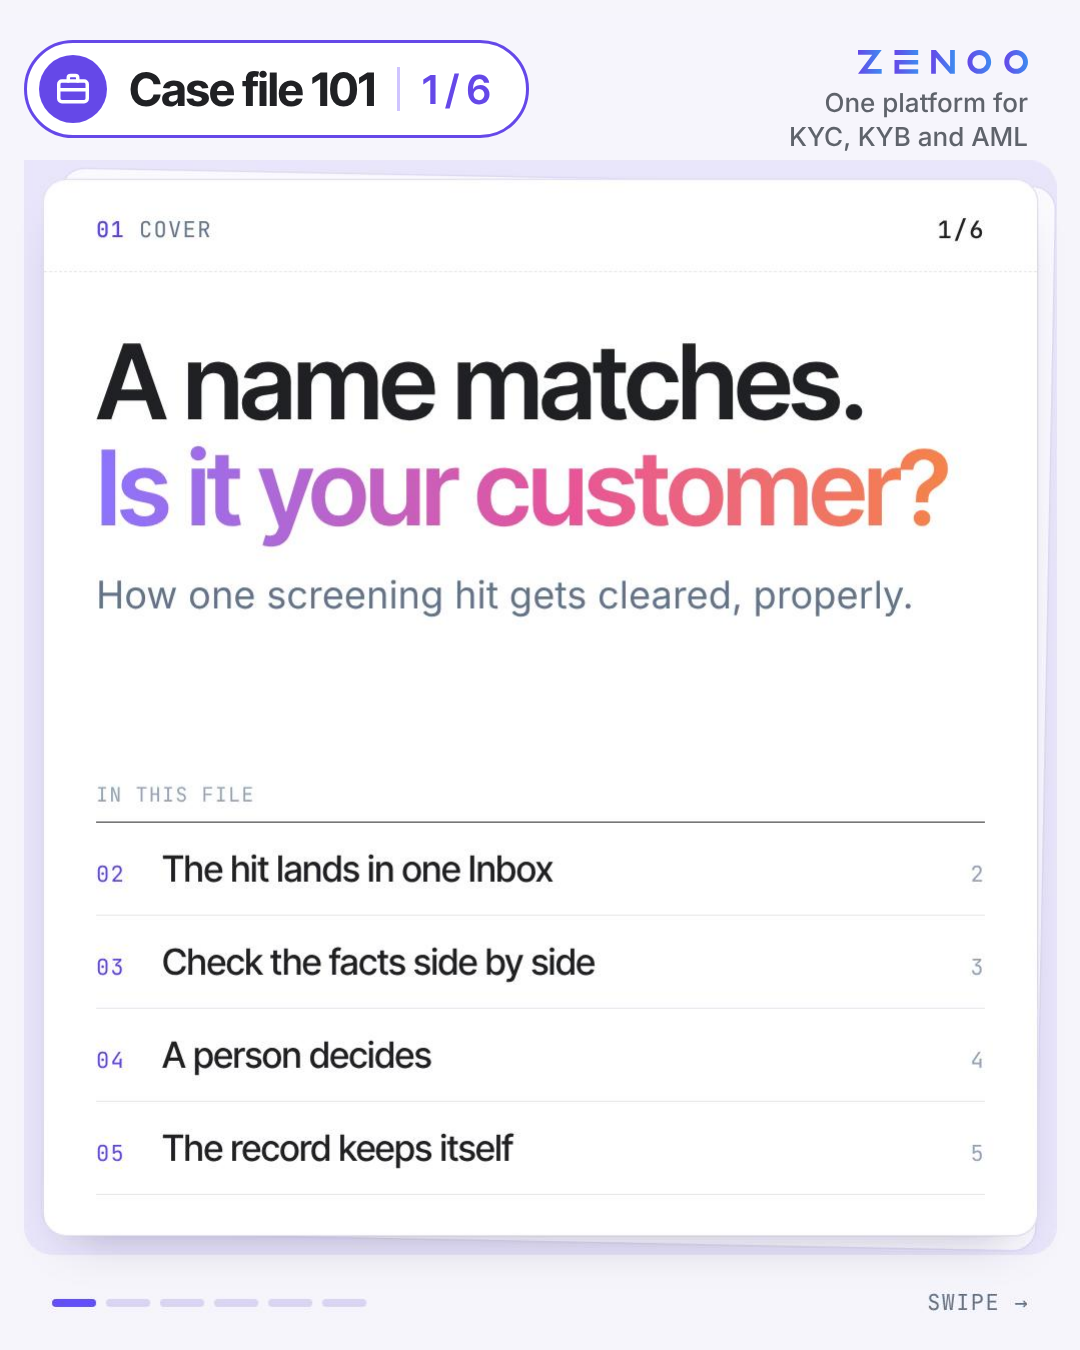 Case file 101 | 1/6
ZENOO
One platform for
KYC, KYB and AML
01 COVER 1/6
A name matches.
Is it your customer?
How one screening hit gets cleared, properly.
IN THIS FILE
02 The hit lands in one Inbox 2
03 Check the facts side by side 3
04 A person decides 4
05 The record keeps itself 5
SWIPE →